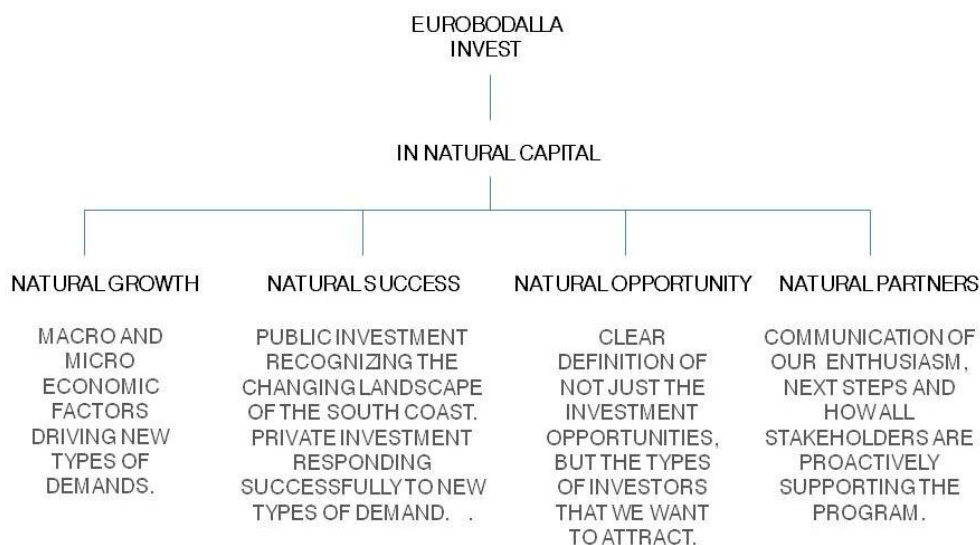 EUROBODALLA
INVEST
IN NATURAL CAPITAL
NATURAL GROWTH
MACRO AND
MICRO
ECONOMIC
FACTORS
DRIVING NEW
TYPES OF
DEMANDS.
NATURAL SUCCESS
PUBLIC INVESTMENT
RECOGNIZING THE
CHANGING LANDSCAPE
OF THE SOUTH COAST.
PRIVATE INVESTMENT
RESPONDING
SUCCESSFULLY TO NEW
TYPES OF DEMAND. .
NATURAL OPPORTUNITY
CLEAR
DEFINITION OF
NOT JUST THE
INVESTMENT
OPPORTUNITIES,
BUT THE TYPES
OF INVESTORS
THAT WE WANT
TO ATTRACT.
NATURAL PARTNERS
COMMUNICATION OF
OUR ENTHUSIASM,
NEXT STEPS AND
HOW ALL
STAKEHOLDERS ARE
PROACTIVELY
SUPPORTING THE
PROGRAM.